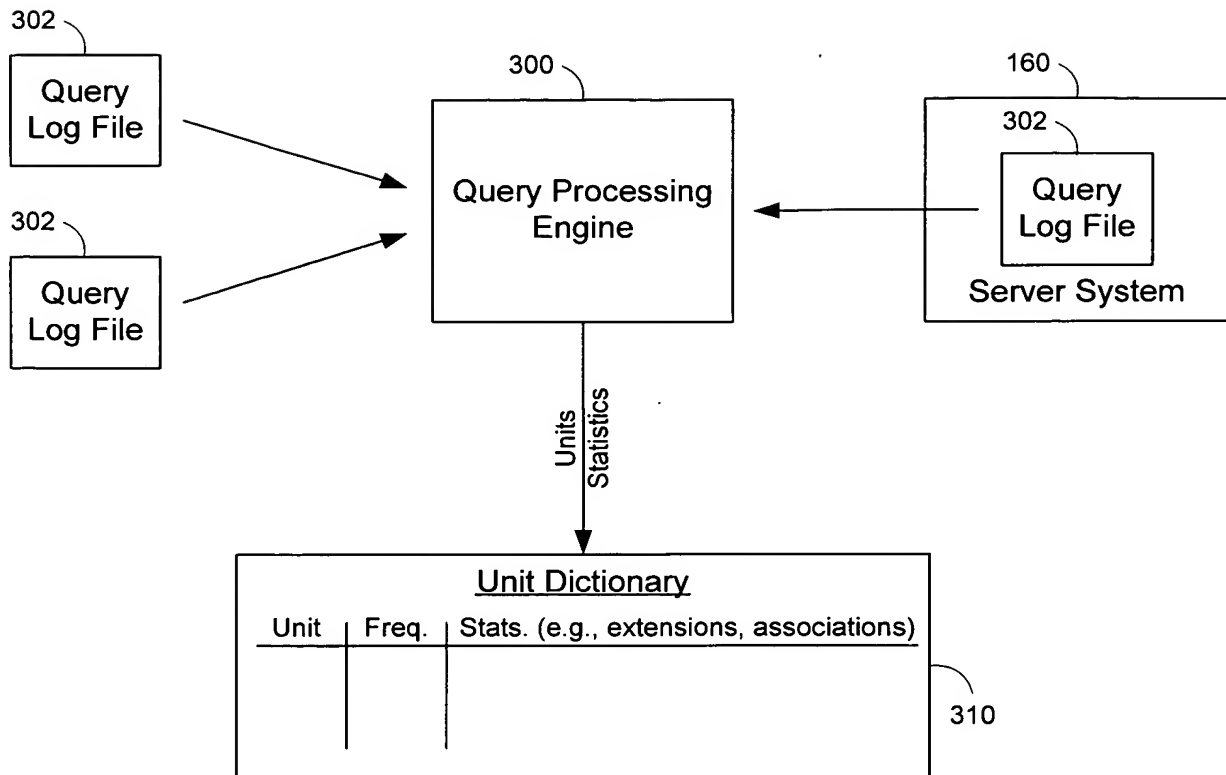 302
Query
Log File
302
Query
Log File
300
Query Processing
Engine
160
302
Query
Log File
Server System
Units
Statistics
Unit Dictionary
Unit Freq. Stats. (e.g., extensions, associations)
310